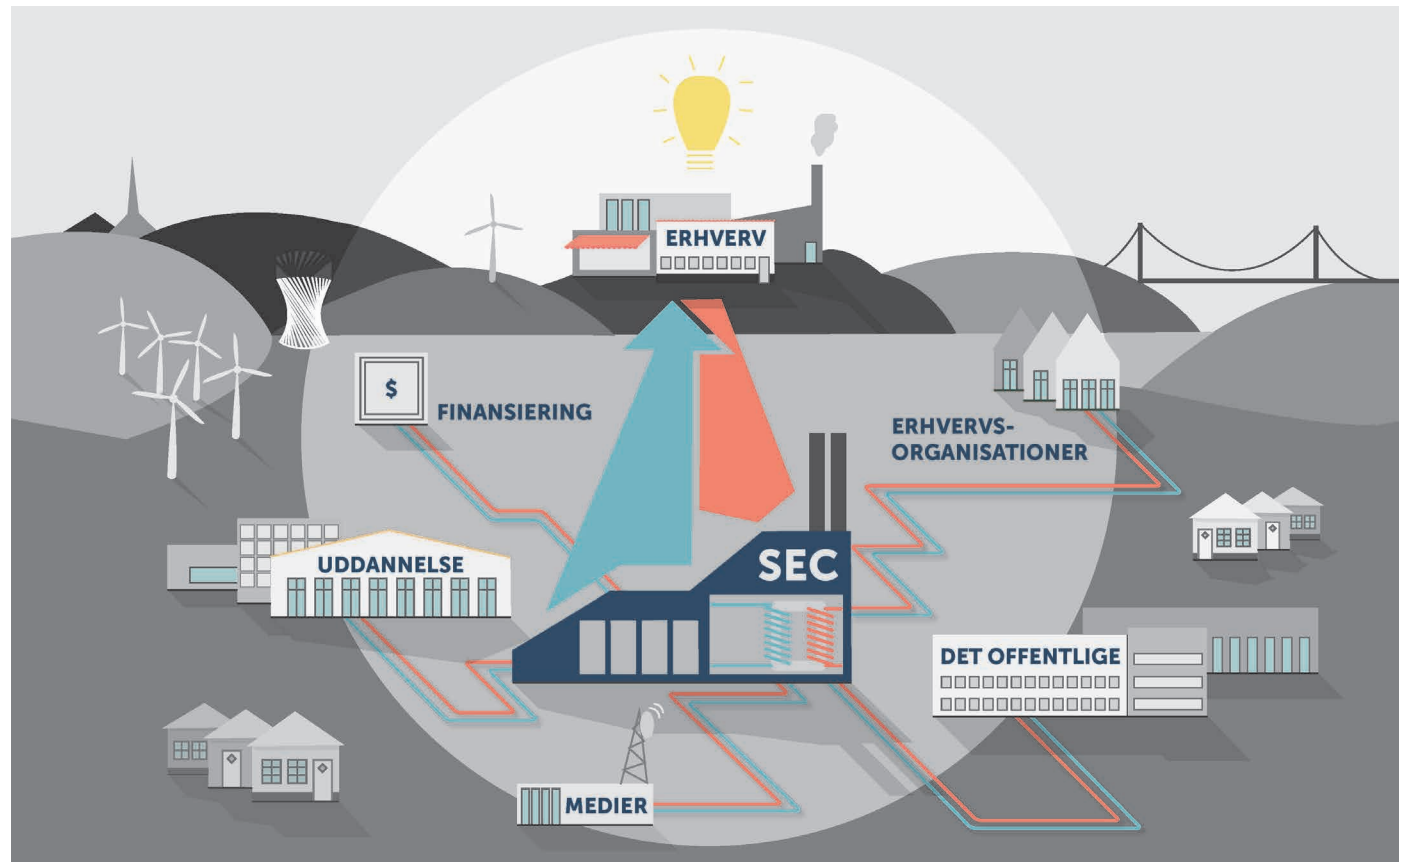 ERHVERV
$
FINANSIERING
ERHVERVS-
ORGANISATIONER
UDDANNELSE
SEC
DET OFFENTLIGE
MEDIER